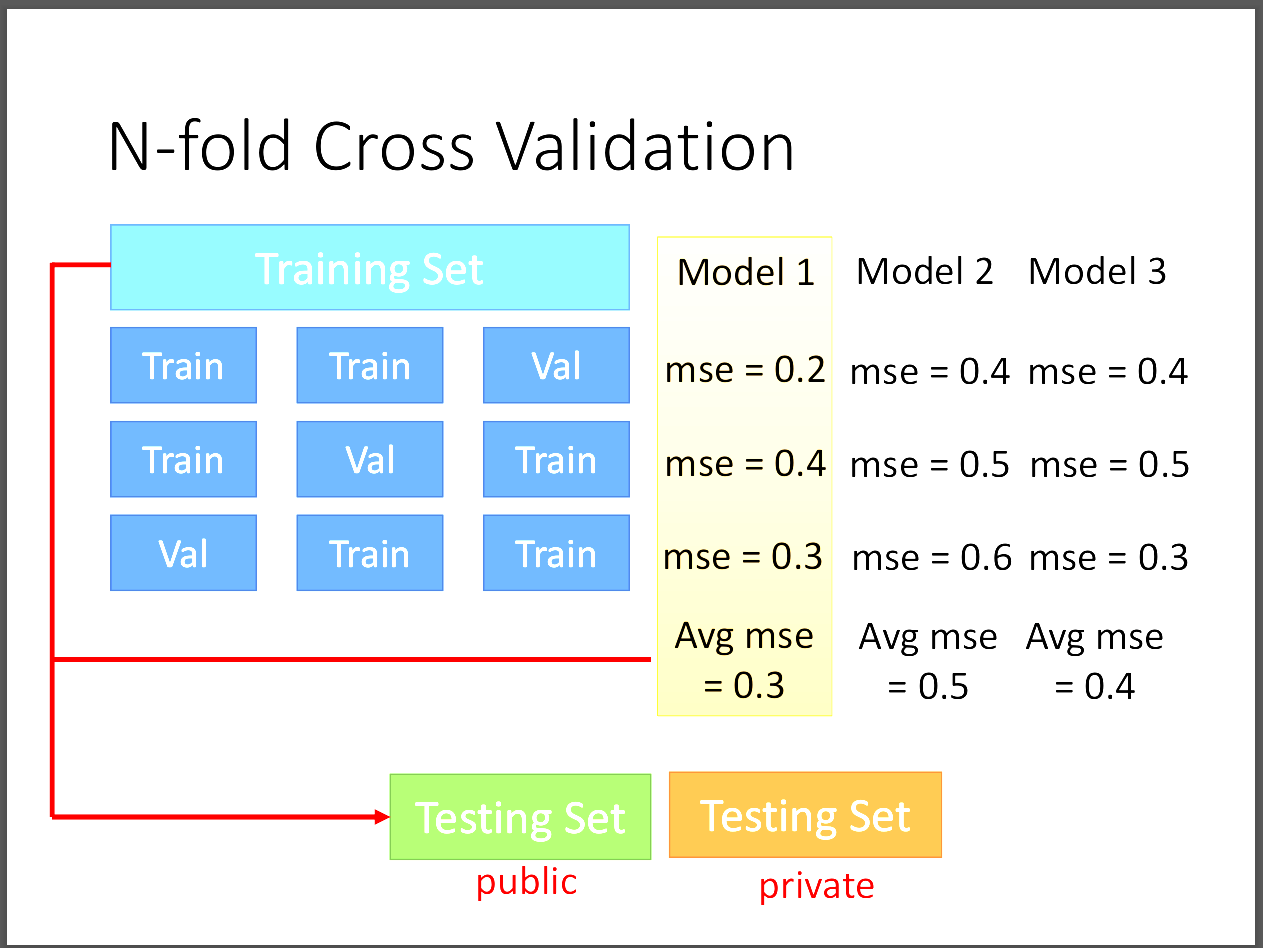 N-fold Cross Validation
Training Set
Model 1
Model 2
Model 3
Train
Train
Val
mse = 0.2
mse = 0.4
mse = 0.4
Train
Val
Train
mse = 0.4
mse = 0.5
mse = 0.5
Val
Train
Train
mse = 0.3
mse = 0.6
mse = 0.3
Avg mse
= 0.3
Avg mse
= 0.5
Avg mse
= 0.4
Testing Set
public
Testing Set
private